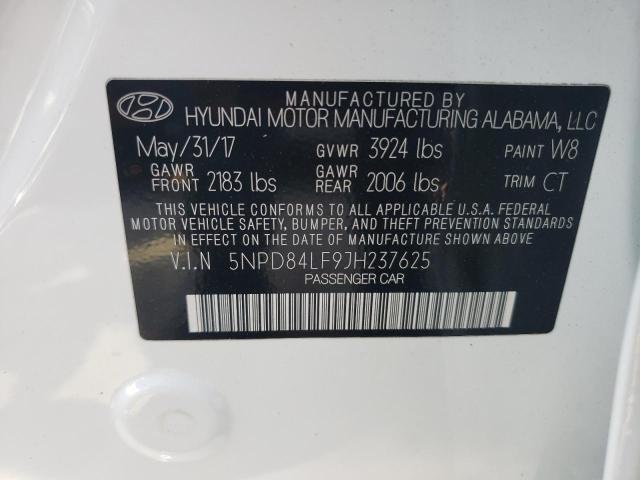 MANUFACTURED BY
HYUNDAI MOTOR MANUFACTURING ALABAMA, LLC
May/31/17 GVWR 3924 lbs PAINT W8
GAWR FRONT 2183 lbs GAWR REAR 2006 lbs TRIM CT
THIS VEHICLE CONFORMS TO ALL APPLICABLE U.S.A. FEDERAL
MOTOR VEHICLE SAFETY, BUMPER, AND THEFT PREVENTION STANDARDS
IN EFFECT ON THE DATE OF MANUFACTURE SHOWN ABOVE.
V.I.N 5NPD84LF9JH237625
PASSENGER CAR